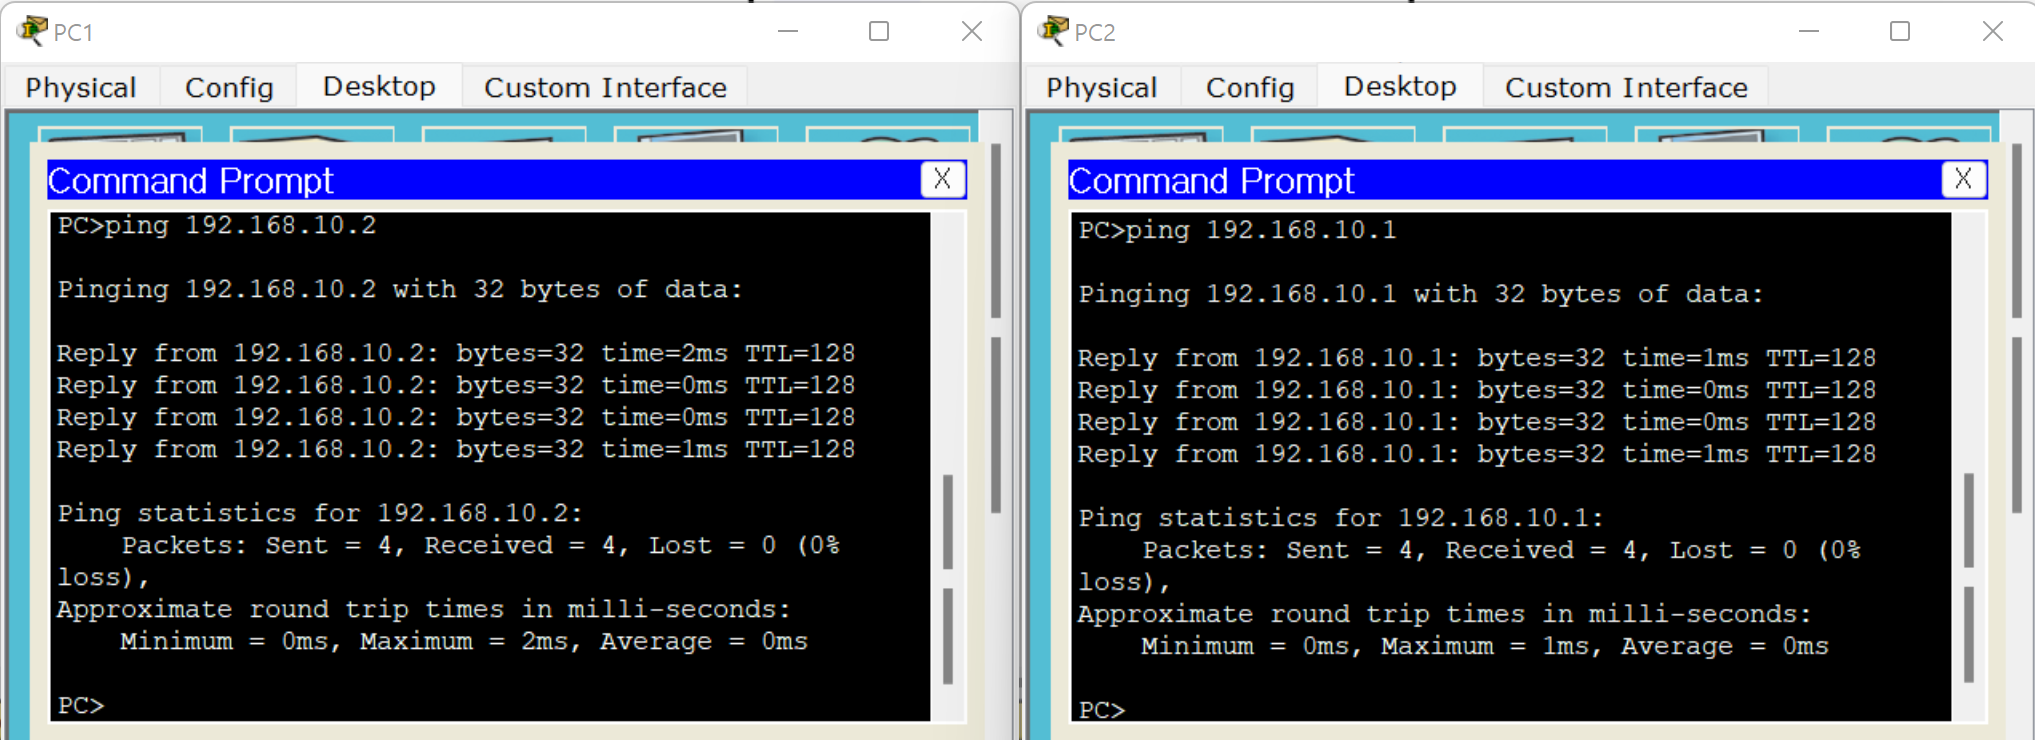 PC1
Physical Config Desktop Custom Interface
Command Prompt X
PC>ping 192.168.10.2
Pinging 192.168.10.2 with 32 bytes of data:
Reply from 192.168.10.2: bytes=32 time=2ms TTL=128
Reply from 192.168.10.2: bytes=32 time=0ms TTL=128
Reply from 192.168.10.2: bytes=32 time=0ms TTL=128
Reply from 192.168.10.2: bytes=32 time=1ms TTL=128
Ping statistics for 192.168.10.2:
Packets: Sent = 4, Received = 4, Lost = 0 (0%
loss),
Approximate round trip times in milli-seconds:
Minimum = 0ms, Maximum = 2ms, Average = 0ms
PC>
PC2
Physical Config Desktop Custom Interface
Command Prompt X
PC>ping 192.168.10.1
Pinging 192.168.10.1 with 32 bytes of data:
Reply from 192.168.10.1: bytes=32 time=1ms TTL=128
Reply from 192.168.10.1: bytes=32 time=0ms TTL=128
Reply from 192.168.10.1: bytes=32 time=0ms TTL=128
Reply from 192.168.10.1: bytes=32 time=1ms TTL=128
Ping statistics for 192.168.10.1:
Packets: Sent = 4, Received = 4, Lost = 0 (0%
loss),
Approximate round trip times in milli-seconds:
Minimum = 0ms, Maximum = 1ms, Average = 0ms
PC>